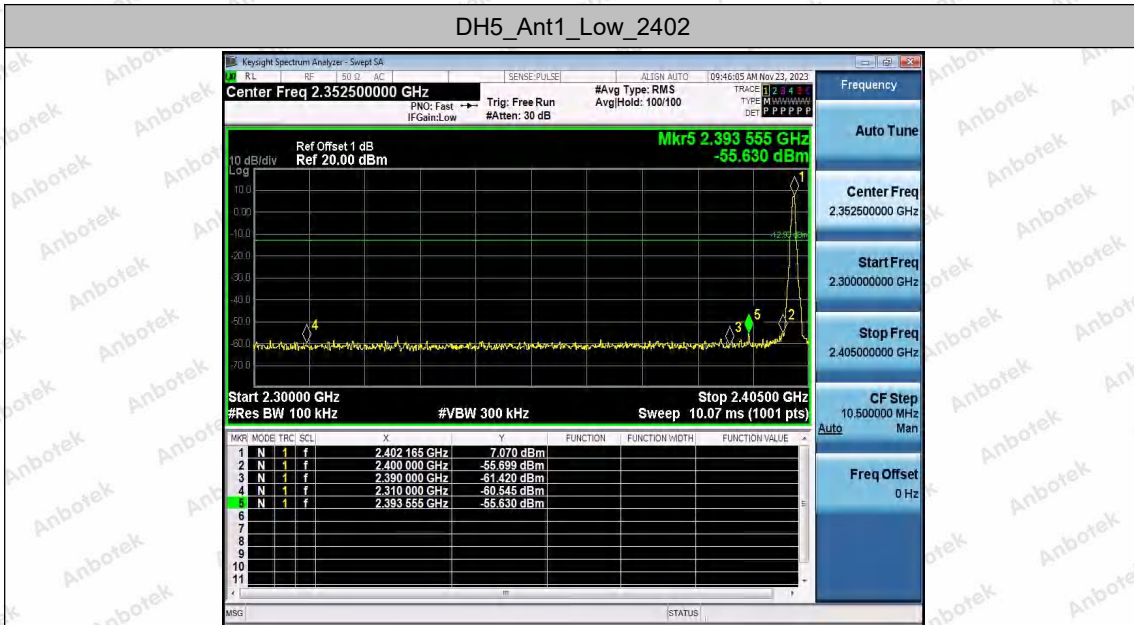 DH5_Ant1_Low_2402
Keysight Spectrum Analyzer - Swept SA
RL RF 50 Ω AC SENSE:PULSE ALIGN AUTO 09:46:05 AM Nov 23, 2023
Center Freq 2.352500000 GHz
PNO: Fast
IFGain:Low
Trig: Free Run
#Atten: 30 dB
#Avg Type: RMS
Avg|Hold: 100/100
TRACE 1 2 3 4 5 6
TYPE M W W W W W
DET P P P P P P
Ref Offset 1 dB
10 dB/div Ref 20.00 dBm
Log
Mkr5 2.393 555 GHz
-55.630 dBm
10.0
0.00
-10.0
-20.0
-30.0
-40.0
-50.0
-60.0
-70.0
1
2
3
4
5
Start 2.30000 GHz Stop 2.40500 GHz
#Res BW 100 kHz #VBW 300 kHz Sweep 10.07 ms (1001 pts)
MKR MODE TRC SCL X Y FUNCTION FUNCTION WIDTH FUNCTION VALUE
1 N 1 f 2.402 165 GHz 7.070 dBm
2 N 1 f 2.400 000 GHz -55.699 dBm
3 N 1 f 2.390 000 GHz -61.420 dBm
4 N 1 f 2.310 000 GHz -60.545 dBm
5 N 1 f 2.393 555 GHz -55.630 dBm
6
7
8
9
10
11
MSG STATUS
Frequency
Auto Tune
Center Freq
2.352500000 GHz
Start Freq
2.300000000 GHz
Stop Freq
2.405000000 GHz
CF Step
10.500000 MHz
Auto Man
Freq Offset
0 Hz
Anbotek